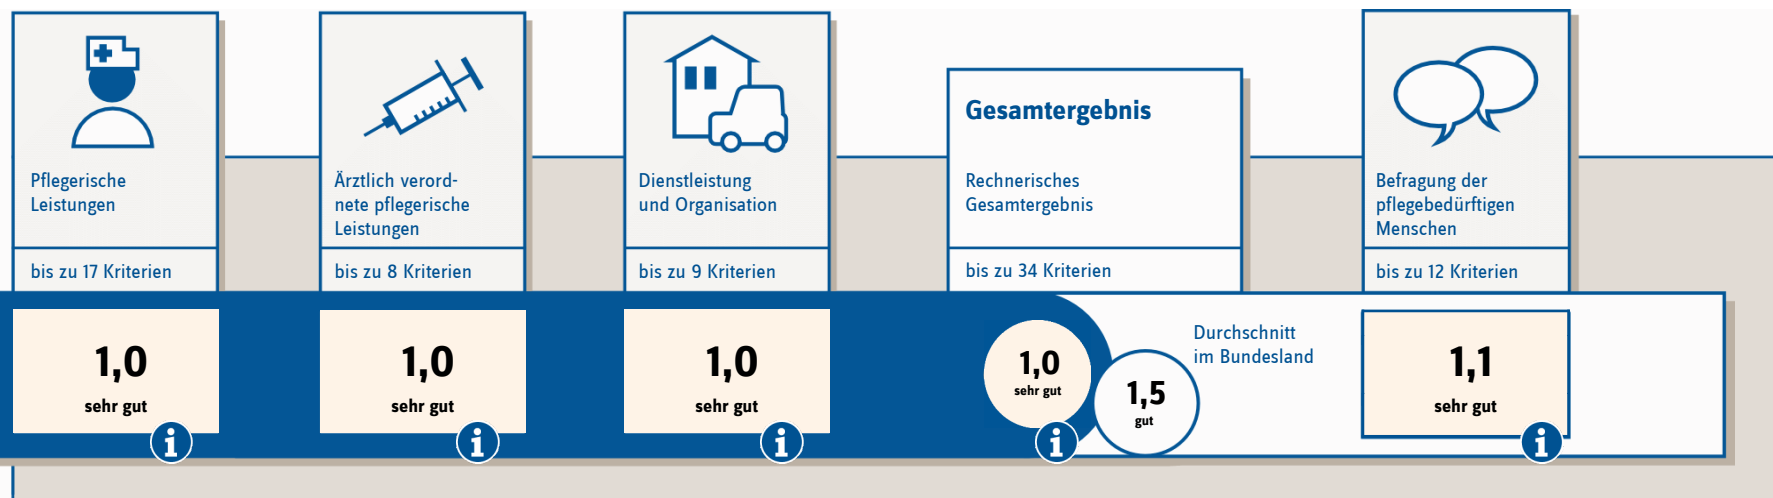 Pflegerische
Leistungen
bis zu 17 Kriterien
1,0
sehr gut
i
Ärztlich verord-
nete pflegerische
Leistungen
bis zu 8 Kriterien
1,0
sehr gut
i
Dienstleistung
und Organisation
bis zu 9 Kriterien
1,0
sehr gut
i
Gesamtergebnis
Rechnerisches
Gesamtergebnis
bis zu 34 Kriterien
1,0
sehr gut
i
Durchschnitt
im Bundesland
1,5
gut
Befragung der
pflegebedürftigen
Menschen
bis zu 12 Kriterien
1,1
sehr gut
i